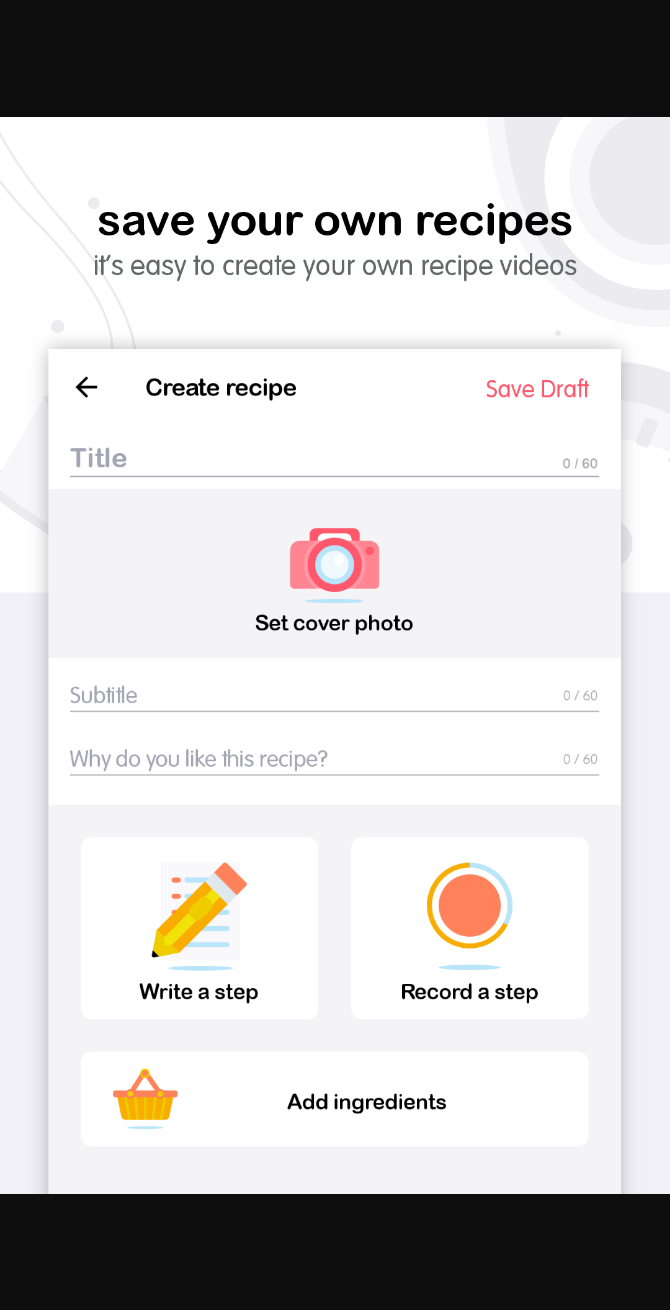 save your own recipes
it's easy to create your own recipe videos
Create recipe
Save Draft
Title
0 / 60
Set cover photo
Subtitle
0 / 60
Why do you like this recipe?
0 / 60
Write a step
Record a step
Add ingredients